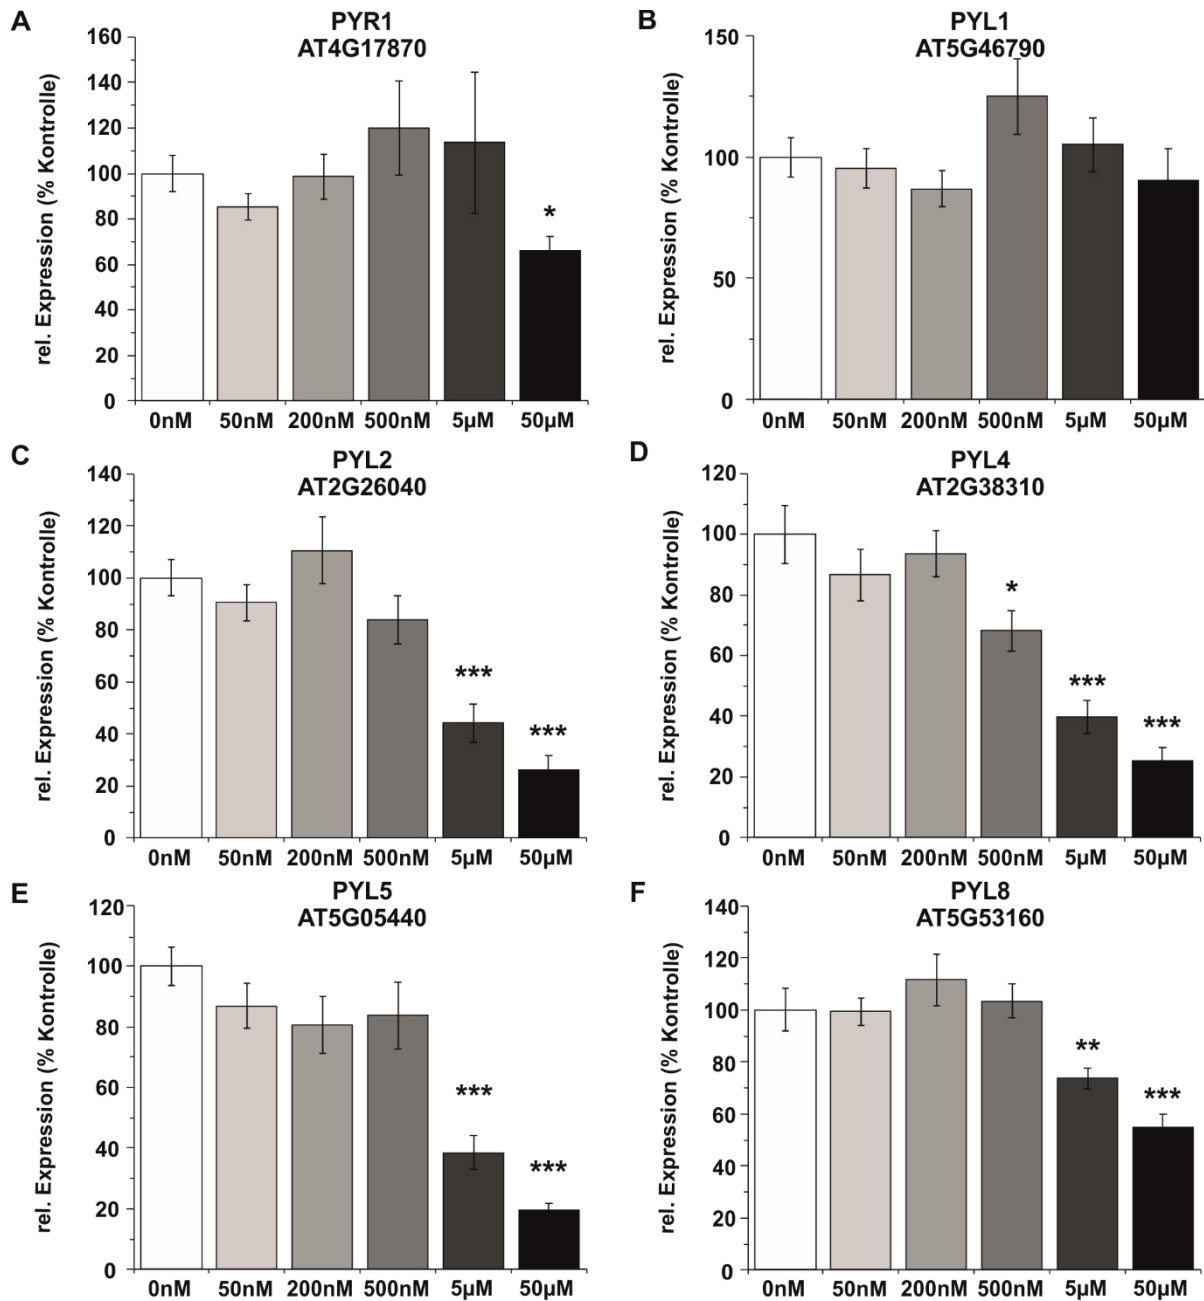 A
PYR1
AT4G17870
rel. Expression (% Kontrolle)
160
140
120
100
80
60
40
20
0
*
0nM 50nM 200nM 500nM 5µM 50µM
B
PYL1
AT5G46790
rel. Expression (% Kontrolle)
150
100
50
0
0nM 50nM 200nM 500nM 5µM 50µM
C
PYL2
AT2G26040
rel. Expression (% Kontrolle)
140
120
100
80
60
40
20
0
***
***
0nM 50nM 200nM 500nM 5µM 50µM
D
PYL4
AT2G38310
rel. Expression (% Kontrolle)
120
100
80
60
40
20
0
*
***
***
0nM 50nM 200nM 500nM 5µM 50µM
E
PYL5
AT5G05440
rel. Expression (% Kontrolle)
120
100
80
60
40
20
0
***
***
0nM 50nM 200nM 500nM 5µM 50µM
F
PYL8
AT5G53160
rel. Expression (% Kontrolle)
140
120
100
80
60
40
20
0
**
***
0nM 50nM 200nM 500nM 5µM 50µM